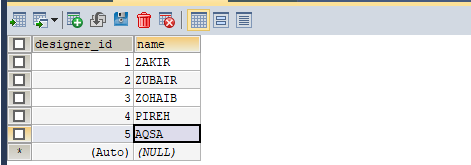 designer_id name
1 ZAKIR
2 ZUBAIR
3 ZOHAIB
4 PIREH
5 AQSA
* (Auto) (NULL)